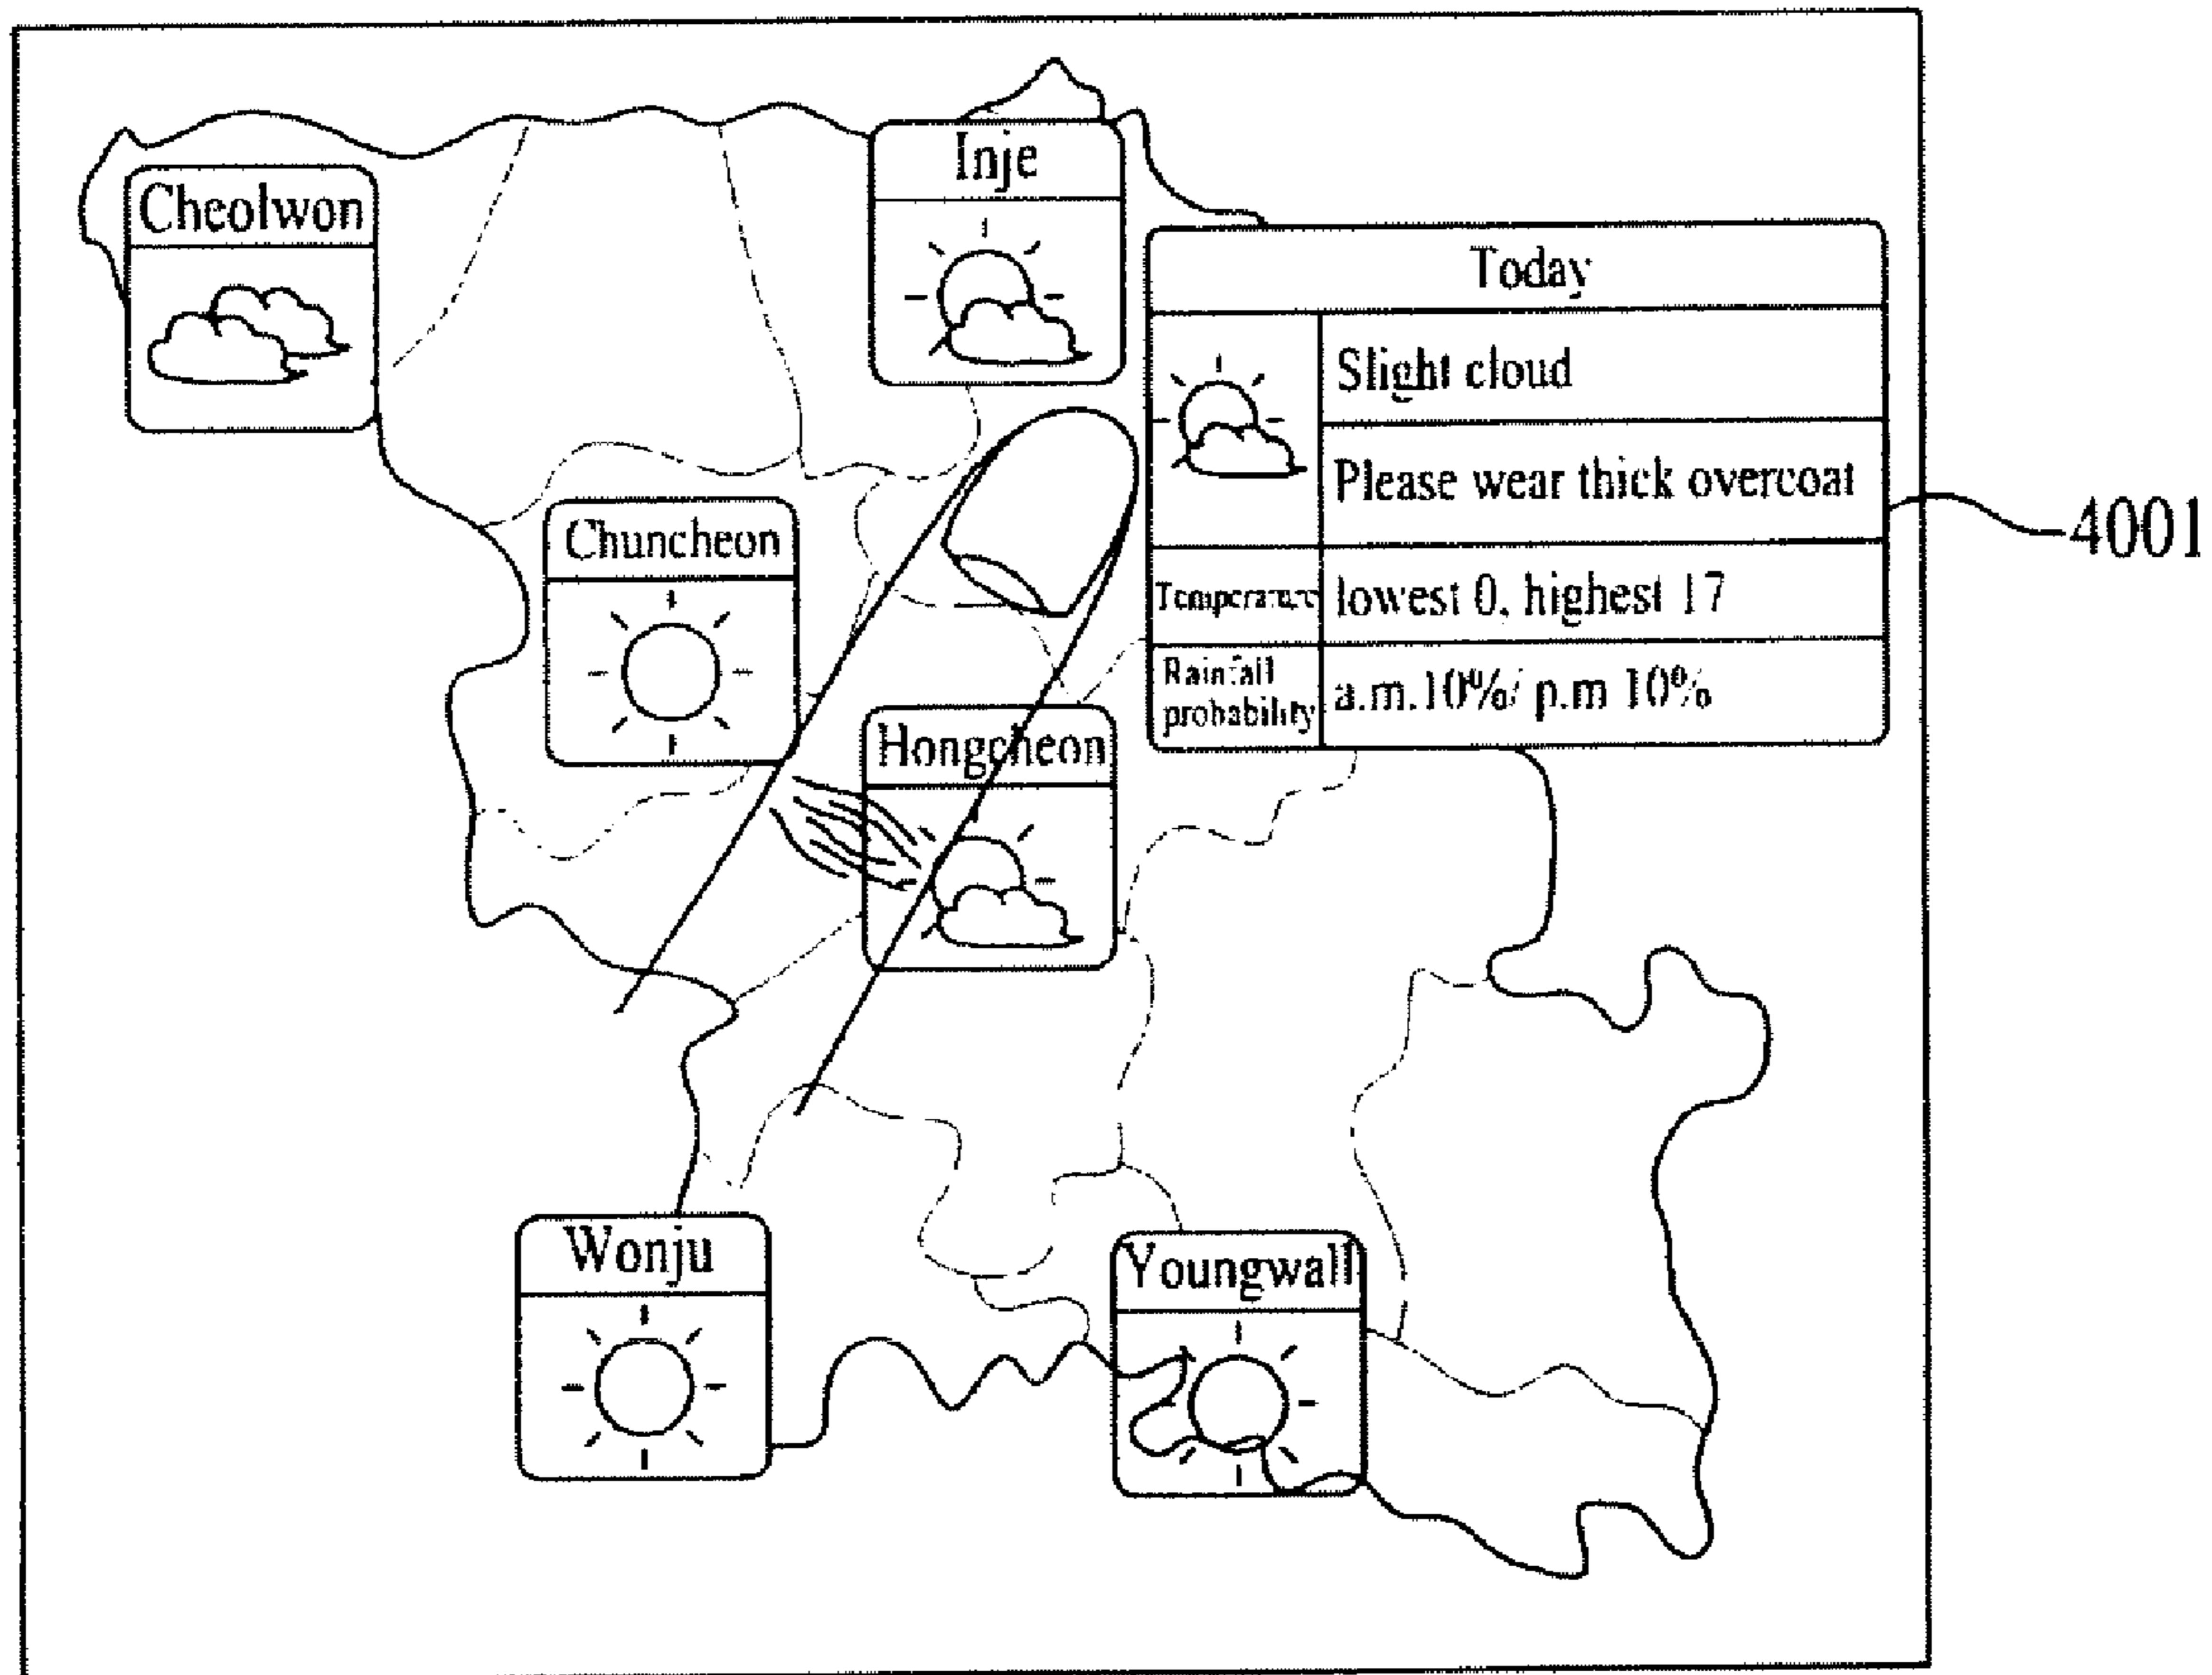 Inje
Cheolwon
Today
Slight cloud
Please wear thick overcoat
4001
Chuncheon
Temperature
lowest 0, highest 17
Rainfall
probability
a.m.10%/ p.m 10%
Hongcheon
Wonju
Youngwall